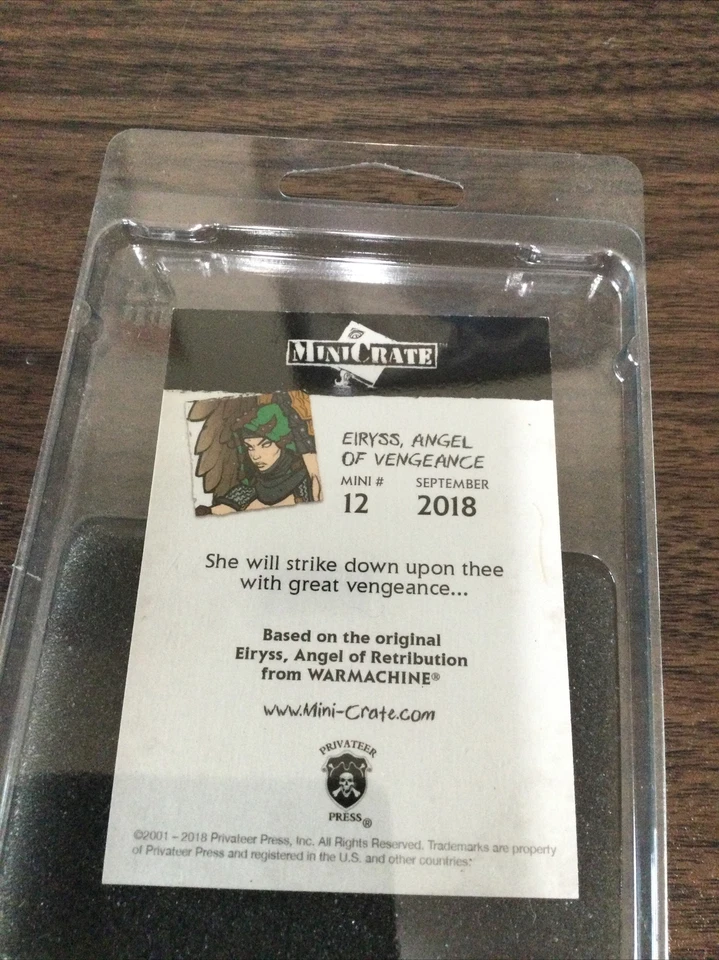 MINICRATE
EIRYSS, ANGEL
OF VENGEANCE
MINI # SEPTEMBER
12 2018
She will strike down upon thee
with great vengeance...
Based on the original
Eiryss, Angel of Retribution
from WARMACHINE®
www.Mini-Crate.com
PRIVATEER
PRESS®
©2001 – 2018 Privateer Press, Inc. All Rights Reserved. Trademarks are property
of Privateer Press and registered in the U.S. and other countries.